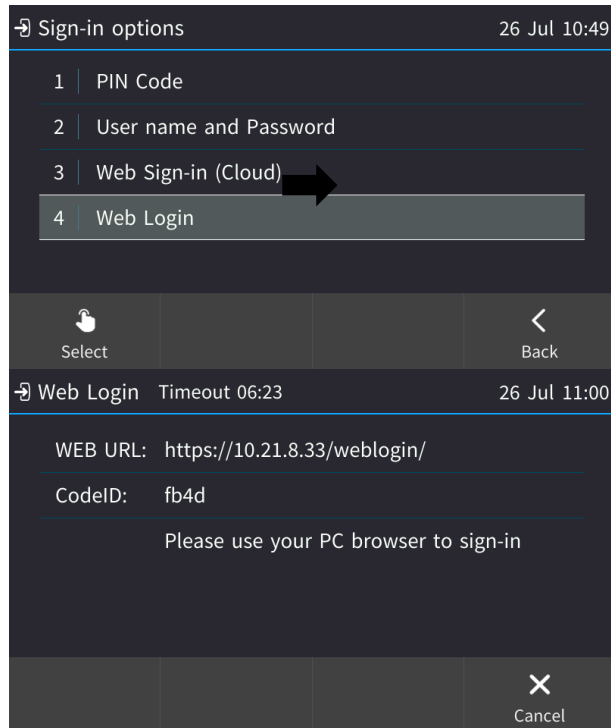 Sign-in options 26 Jul 10:49
1 PIN Code
2 User name and Password
3 Web Sign-in (Cloud)
4 Web Login
Select Back
Web Login Timeout 06:23 26 Jul 11:00
WEB URL: https://10.21.8.33/weblogin/
CodeID: fb4d
Please use your PC browser to sign-in
Cancel